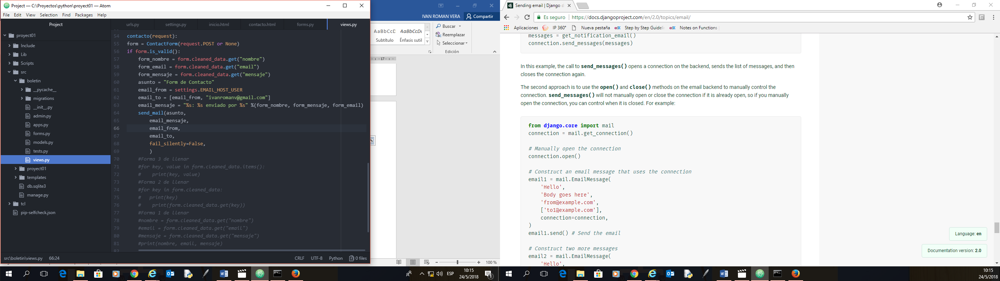 Project — C:\Proyectos\python\proyect01 — Atom
File Edit View Selection Find Packages Help
Project
proyect01
Include
Lib
Scripts
src
boletin
__pycache__
migrations
__init__.py
admin.py
apps.py
forms.py
models.py
tests.py
views.py
proyect01
templates
db.sqlite3
manage.py
tcl
pip-selfcheck.json
urls.py settings.py inicio.html contacto.html forms.py views.py
54 contacto(request):
55 form = ContactForm(request.POST or None)
56 if form.is_valid():
57 form_nombre = form.cleaned_data.get("nombre")
58 form_email = form.cleaned_data.get("email")
59 form_mensaje = form.cleaned_data.get("mensaje")
60 asunto = "Form de Contacto"
61 email_from = settings.EMAIL_HOST_USER
62 email_to = [email_from, "ivanromanv@gmail.com"]
63 email_mensaje = "%s: %s enviado por %s" %(form_nombre, form_mensaje, form_email)
64 send_mail(asunto,
65 email_mensaje,
66 email_from,
67 email_to,
68 fail_silently=False,
69 )
70 #Forma 3 de llenar
71 #for key, value in form.cleaned_data.items():
72 # print(key, value)
73 #Forma 2 de llenar
74 #for key in form.cleaned_data:
75 # print(key)
76 # print(form.cleaned_data.get(key))
77 #Forma 1 de llenar
78 #nombre = form.cleaned_data.get("nombre")
79 #email = form.cleaned_data.get("email")
80 #mensaje = form.cleaned_data.get("mensaje")
81 #print(nombre, email, mensaje)
82
src\boletin\views.py 66:24 CRLF UTF-8 Python 0 files
IVAN ROMAN VERA Compartir
AaBbCcD AaBbCcDc
Subtítulo Énfasis sutil
Buscar
Reemplazar
Seleccionar
Edición
17
100 %
ESP
10:15
24/5/2018
1
Sending email | Django d
Es seguro https://docs.djangoproject.com/en/2.0/topics/email/
Aplicaciones IP 360° Nueva pestaña edX Step by Step Guideli edX Notes on Functions
messages = get_notification_email()
connection.send_messages(messages)
In this example, the call to send_messages() opens a connection on the backend, sends the list of messages, and then
closes the connection again.
The second approach is to use the open() and close() methods on the email backend to manually control the
connection. send_messages() will not manually open or close the connection if it is already open, so if you manually
open the connection, you can control when it is closed. For example:
from django.core import mail
connection = mail.get_connection()
# Manually open the connection
connection.open()
# Construct an email message that uses the connection
email1 = mail.EmailMessage(
'Hello',
'Body goes here',
'from@example.com',
['to1@example.com'],
connection=connection,
)
email1.send() # Send the email
# Construct two more messages
email2 = mail.EmailMessage(
'Hello',
Language: en
Documentation version: 2.0
10:15
24/5/2018